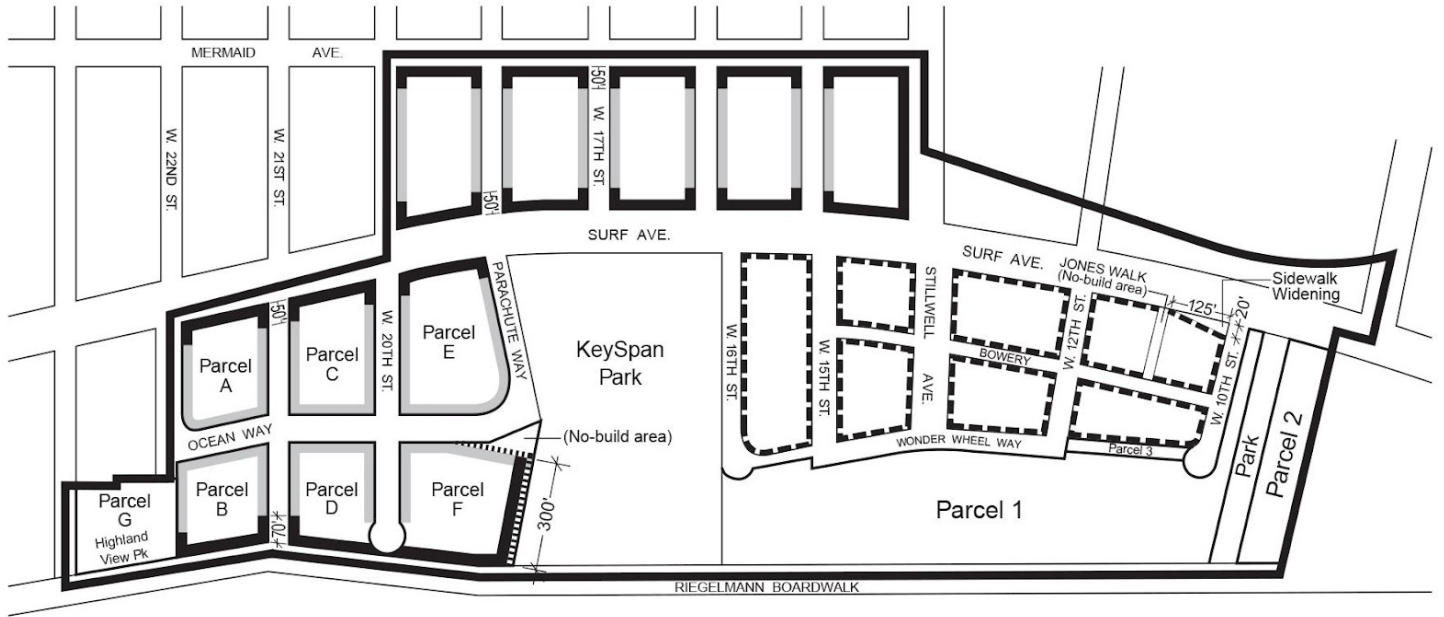 MERMAID AVE.
50'
W. 22ND ST.
W. 21ST ST.
W. 17TH ST.
50'
SURF AVE.
SURF AVE.
JONES WALK
(No-build area)
Sidewalk
Widening
PARACHUTE WAY
STILLWELL
AVE.
125'
20'
50'
W. 20TH ST.
Parcel
E
Parcel
A
Parcel
C
KeySpan
Park
W. 16TH ST.
W. 15TH ST.
W. 12TH ST.
BOWERY
W. 10TH ST.
OCEAN WAY
(No-build area)
WONDER WHEEL WAY
Parcel 3
Park
Parcel 2
Parcel
G
Highland
View Pk
Parcel
B
Parcel
D
Parcel
F
70'
300'
Parcel 1
RIEGELMANN BOARDWALK